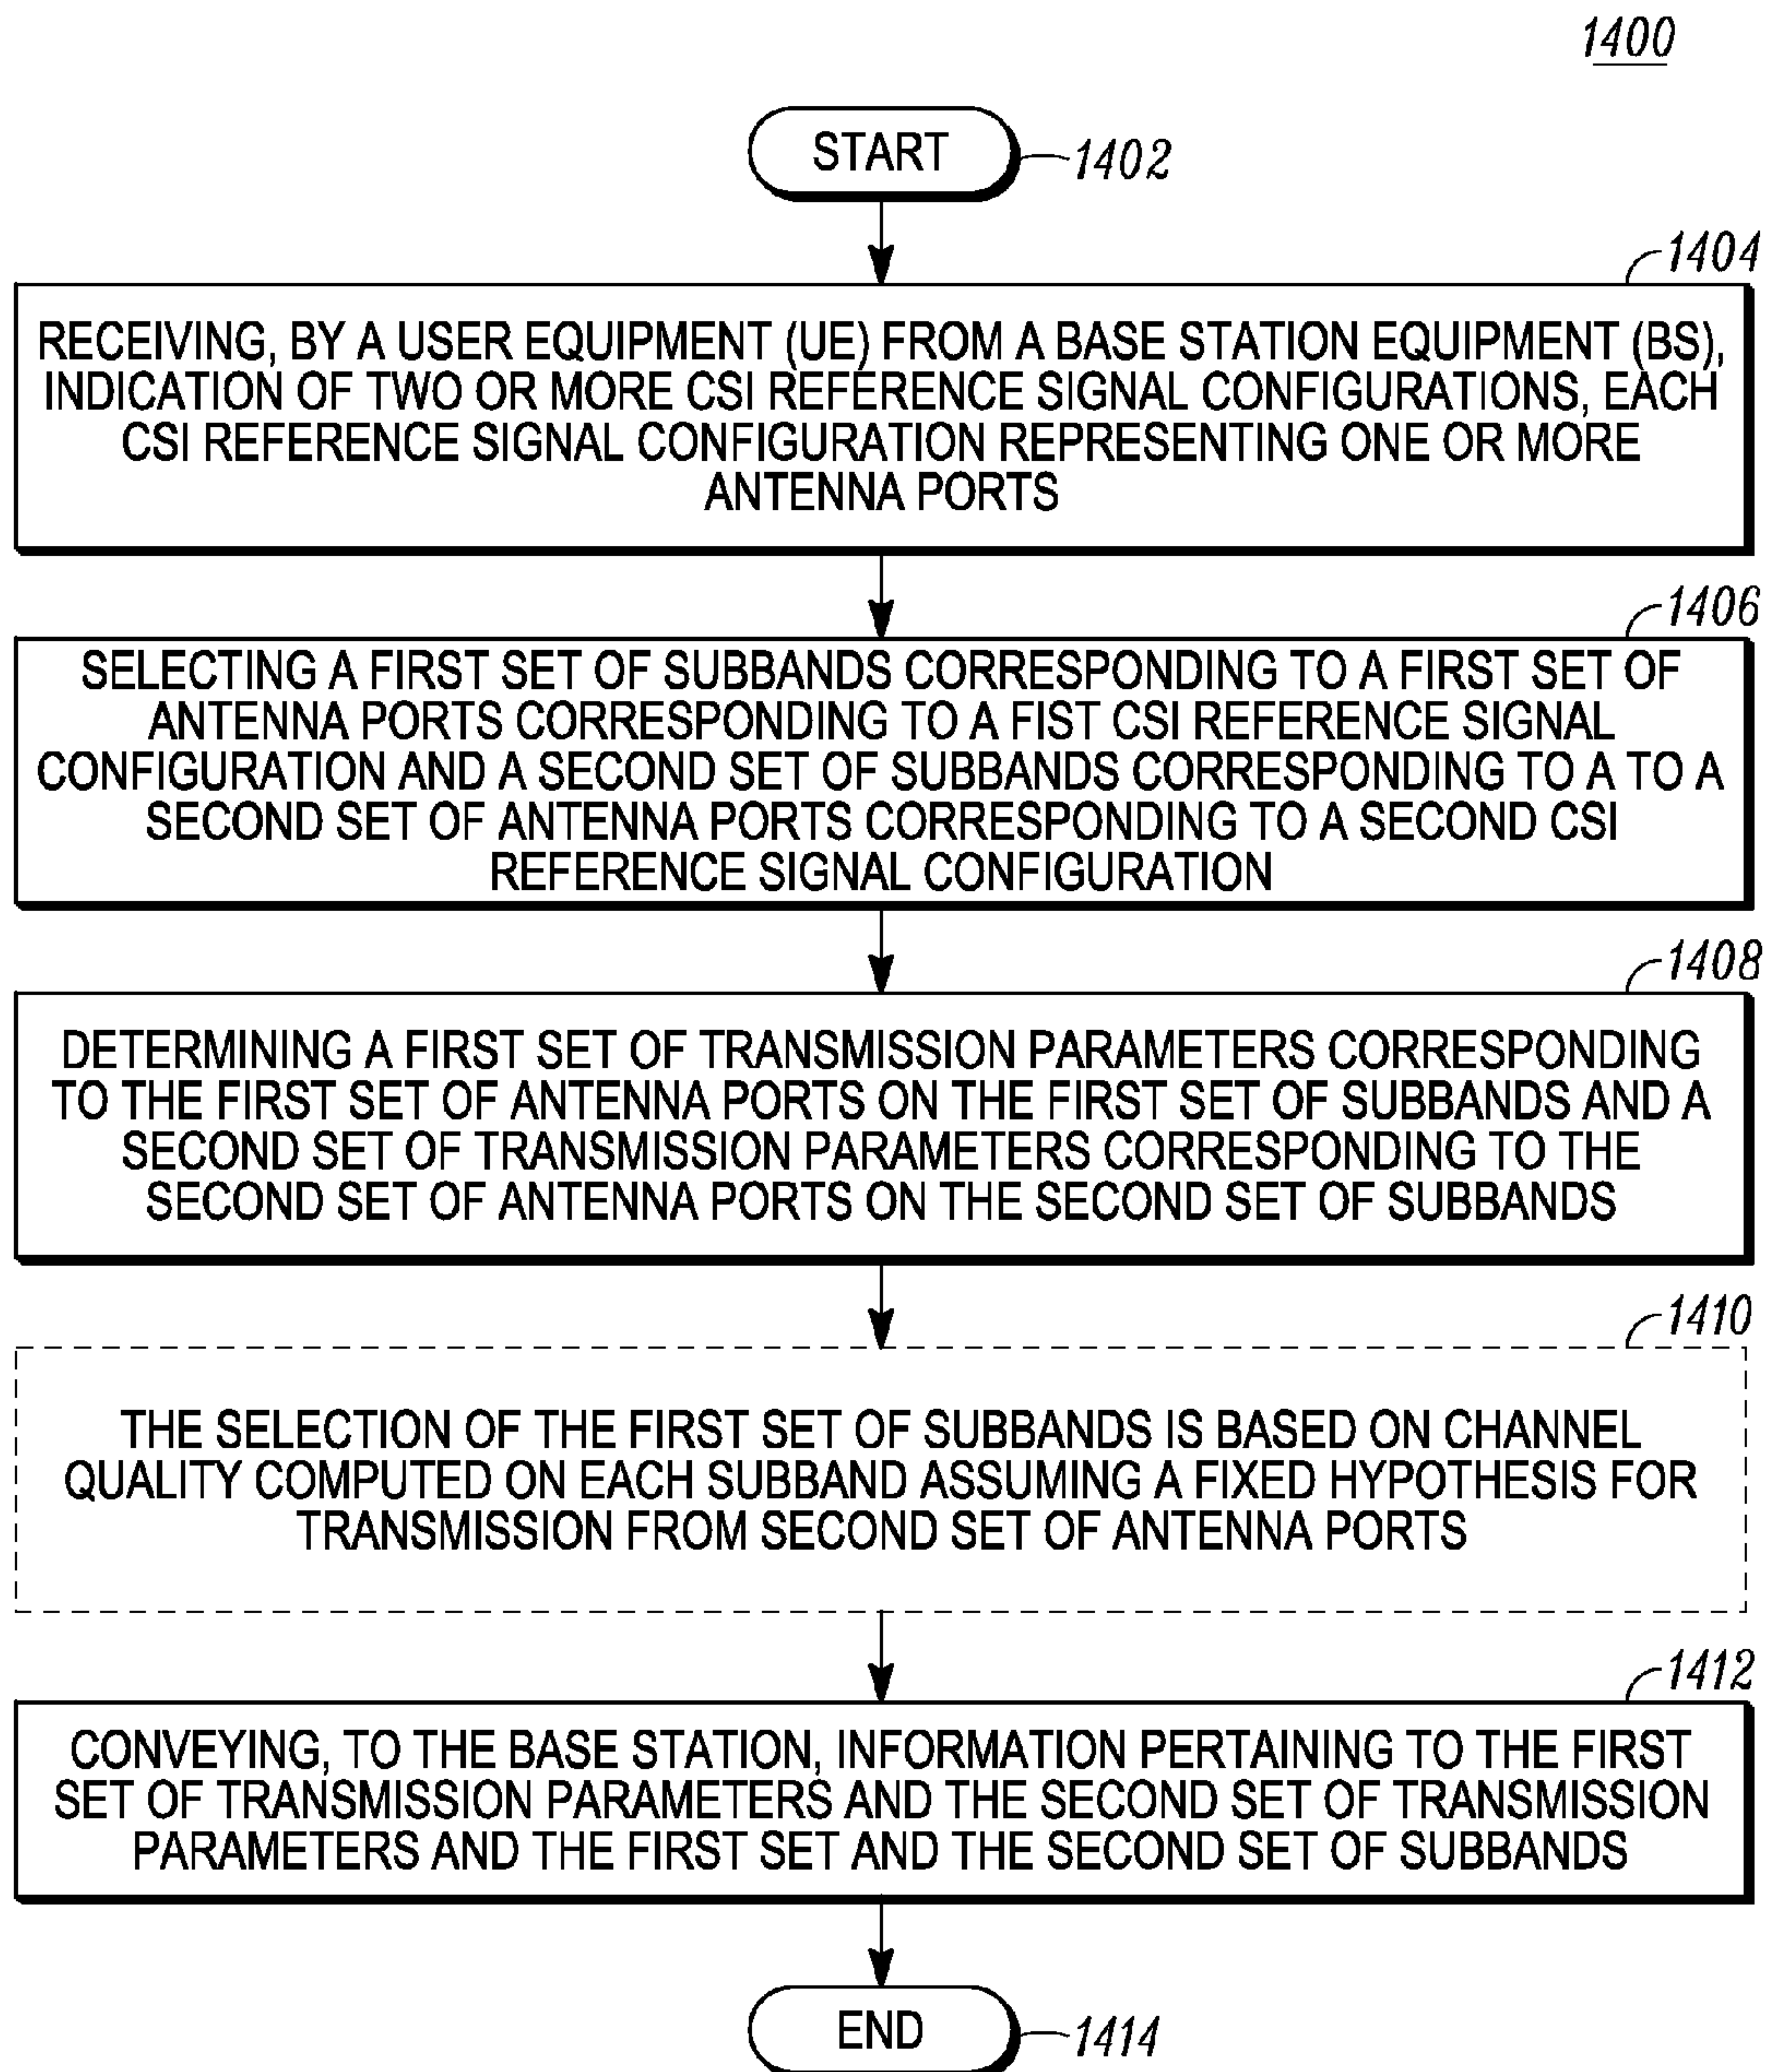 1400
START
1402
1404
RECEIVING, BY A USER EQUIPMENT (UE) FROM A BASE STATION EQUIPMENT (BS),
INDICATION OF TWO OR MORE CSI REFERENCE SIGNAL CONFIGURATIONS, EACH
CSI REFERENCE SIGNAL CONFIGURATION REPRESENTING ONE OR MORE
ANTENNA PORTS
1406
SELECTING A FIRST SET OF SUBBANDS CORRESPONDING TO A FIRST SET OF
ANTENNA PORTS CORRESPONDING TO A FIST CSI REFERENCE SIGNAL
CONFIGURATION AND A SECOND SET OF SUBBANDS CORRESPONDING TO A TO A
SECOND SET OF ANTENNA PORTS CORRESPONDING TO A SECOND CSI
REFERENCE SIGNAL CONFIGURATION
1408
DETERMINING A FIRST SET OF TRANSMISSION PARAMETERS CORRESPONDING
TO THE FIRST SET OF ANTENNA PORTS ON THE FIRST SET OF SUBBANDS AND A
SECOND SET OF TRANSMISSION PARAMETERS CORRESPONDING TO THE
SECOND SET OF ANTENNA PORTS ON THE SECOND SET OF SUBBANDS
1410
THE SELECTION OF THE FIRST SET OF SUBBANDS IS BASED ON CHANNEL
QUALITY COMPUTED ON EACH SUBBAND ASSUMING A FIXED HYPOTHESIS FOR
TRANSMISSION FROM SECOND SET OF ANTENNA PORTS
1412
CONVEYING, TO THE BASE STATION, INFORMATION PERTAINING TO THE FIRST
SET OF TRANSMISSION PARAMETERS AND THE SECOND SET OF TRANSMISSION
PARAMETERS AND THE FIRST SET AND THE SECOND SET OF SUBBANDS
END
1414